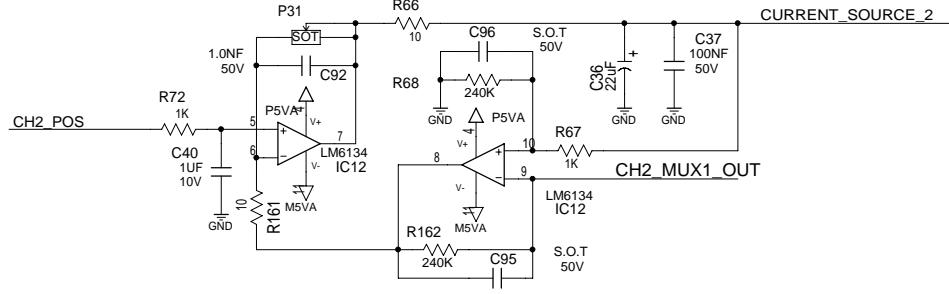 P31
SOT
1.0NF
50V
C92
R66
10
C96
S.O.T
50V
CURRENT_SOURCE_2
C36
22uF
+
GND
C37
100NF
50V
GND
R68
240K
GND
R72
1K
CH2_POS
C40
1UF
10V
GND
5
6
7
+
−
P5VA
4
V+
V-
M5VA
LM6134
IC12
10
R161
P5VA
4
V+
V-
M5VA
8
+
−
10
9
R67
1K
CH2_MUX1_OUT
LM6134
IC12
R162
240K
C95
S.O.T
50V